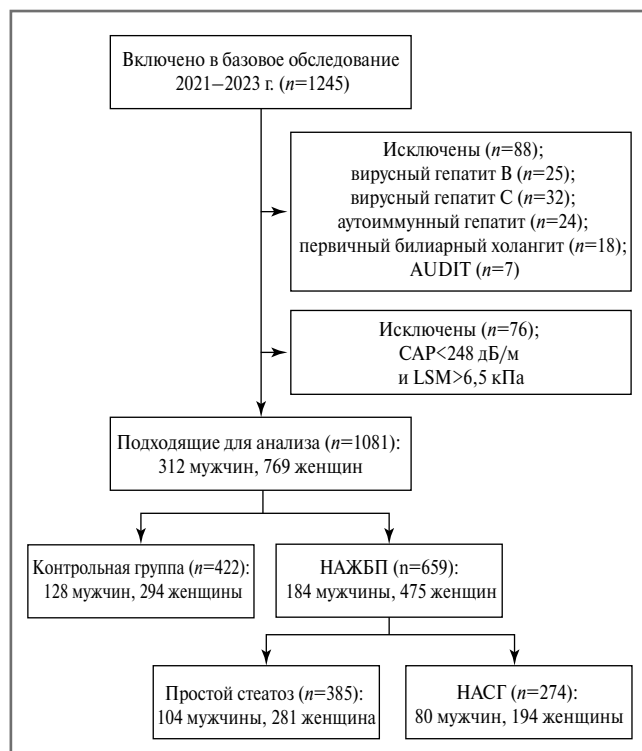 Включено в базовое обследование
2021–2023 г. (n=1245)
Исключены (n=88);
вирусный гепатит В (n=25);
вирусный гепатит С (n=32);
аутоиммунный гепатит (n=24);
первичный билиарный холангит (n=18);
AUDIT (n=7)
Исключены (n=76);
CAP<248 дБ/м
и LSM>6,5 кПа
Подходящие для анализа (n=1081):
312 мужчин, 769 женщин
Контрольная группа (n=422):
128 мужчин, 294 женщины
НАЖБП (n=659):
184 мужчины, 475 женщин
Простой стеатоз (n=385):
104 мужчины, 281 женщина
НАСГ (n=274):
80 мужчин, 194 женщины